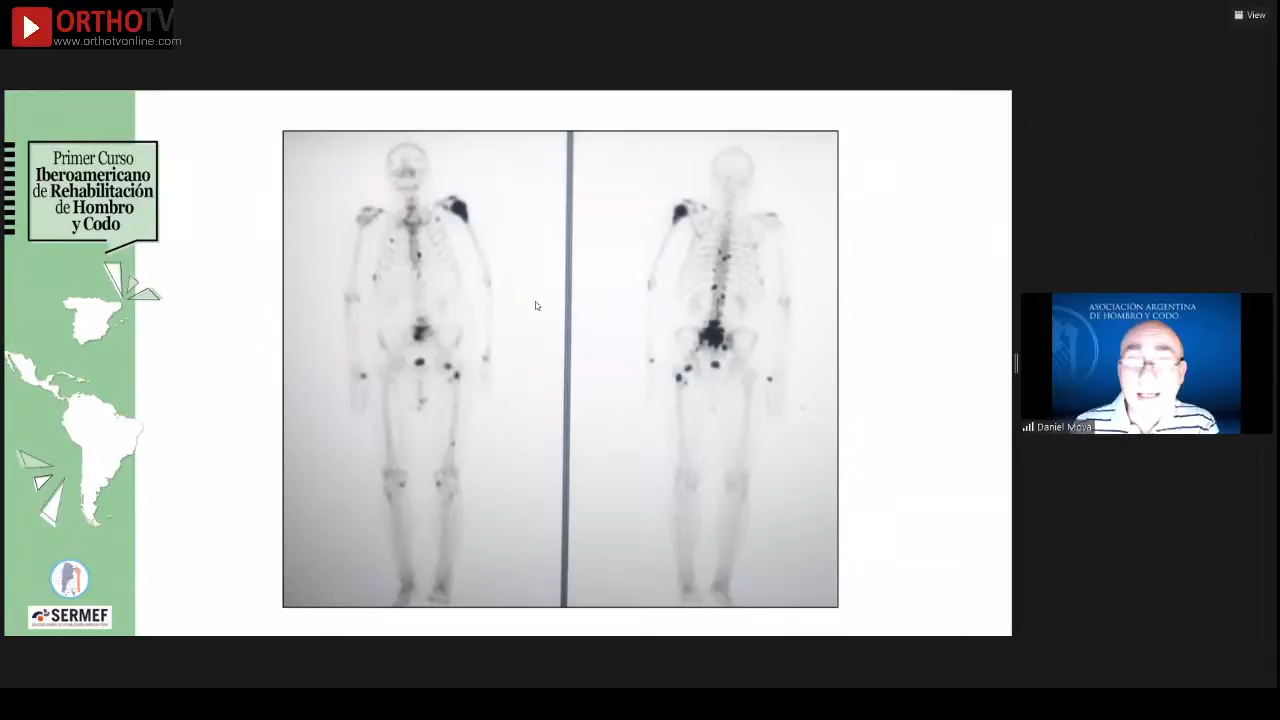 ORTHOTV
www.orthotvonline.com
View
Primer Curso
Iberoamericano
de Rehabilitación
de Hombro
y Codo
ASOCIACIÓN ARGENTINA
DE HOMBRO Y CODO
Daniel Moya
SERMEF